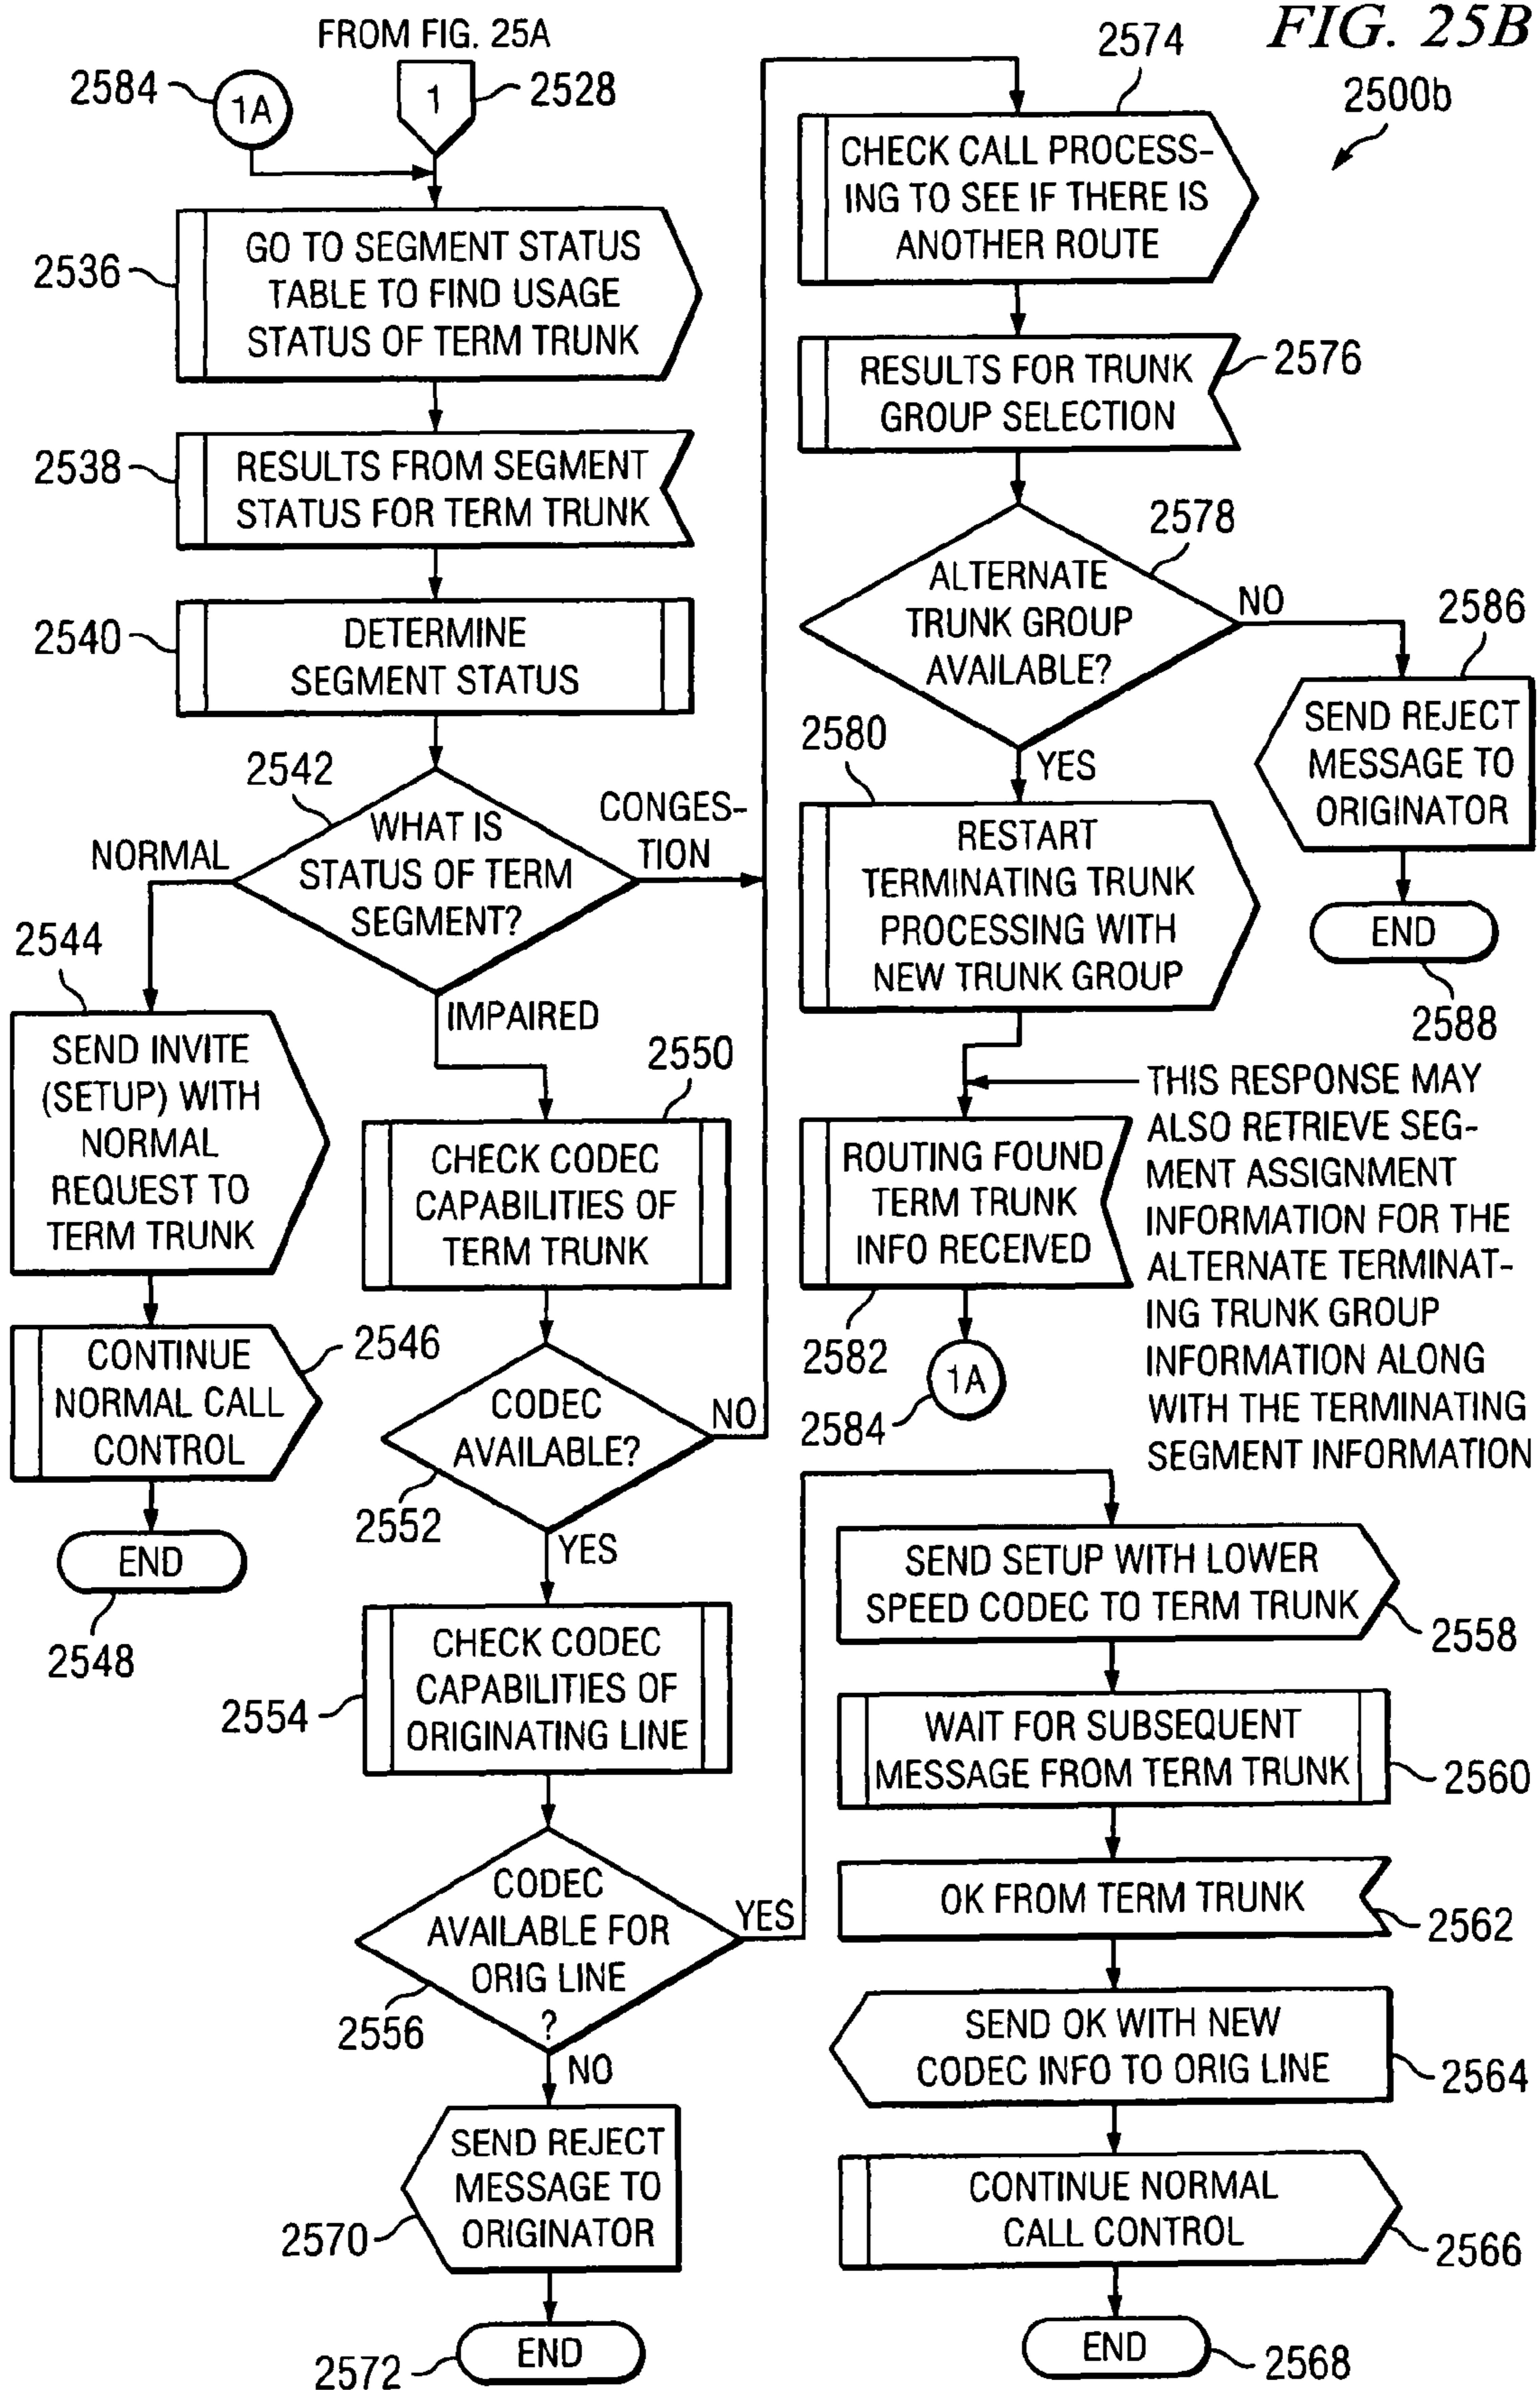 FIG. 25B
2500b
FROM FIG. 25A
2584
1A
1
2528
2536
GO TO SEGMENT STATUS
TABLE TO FIND USAGE
STATUS OF TERM TRUNK
2538
RESULTS FROM SEGMENT
STATUS FOR TERM TRUNK
2540
DETERMINE
SEGMENT STATUS
2542
WHAT IS
STATUS OF TERM
SEGMENT?
NORMAL
CONGES-
TION
IMPAIRED
2544
SEND INVITE
(SETUP) WITH
NORMAL
REQUEST TO
TERM TRUNK
2546
CONTINUE
NORMAL CALL
CONTROL
END
2548
2550
CHECK CODEC
CAPABILITIES OF
TERM TRUNK
CODEC
AVAILABLE?
NO
2552
YES
2554
CHECK CODEC
CAPABILITIES OF
ORIGINATING LINE
CODEC
AVAILABLE FOR
ORIG LINE
?
YES
2556
NO
SEND REJECT
MESSAGE TO
ORIGINATOR
2570
END
2572
2574
CHECK CALL PROCESS-
ING TO SEE IF THERE IS
ANOTHER ROUTE
2576
RESULTS FOR TRUNK
GROUP SELECTION
2578
ALTERNATE
TRUNK GROUP
AVAILABLE?
NO
2586
SEND REJECT
MESSAGE TO
ORIGINATOR
END
2588
YES
2580
RESTART
TERMINATING TRUNK
PROCESSING WITH
NEW TRUNK GROUP
THIS RESPONSE MAY
ALSO RETRIEVE SEG-
MENT ASSIGNMENT
INFORMATION FOR THE
ALTERNATE TERMINAT-
ING TRUNK GROUP
INFORMATION ALONG
WITH THE TERMINATING
SEGMENT INFORMATION
ROUTING FOUND
TERM TRUNK
INFO RECEIVED
2582
1A
2584
SEND SETUP WITH LOWER
SPEED CODEC TO TERM TRUNK
2558
WAIT FOR SUBSEQUENT
MESSAGE FROM TERM TRUNK
2560
OK FROM TERM TRUNK
2562
SEND OK WITH NEW
CODEC INFO TO ORIG LINE
2564
CONTINUE NORMAL
CALL CONTROL
2566
END
2568